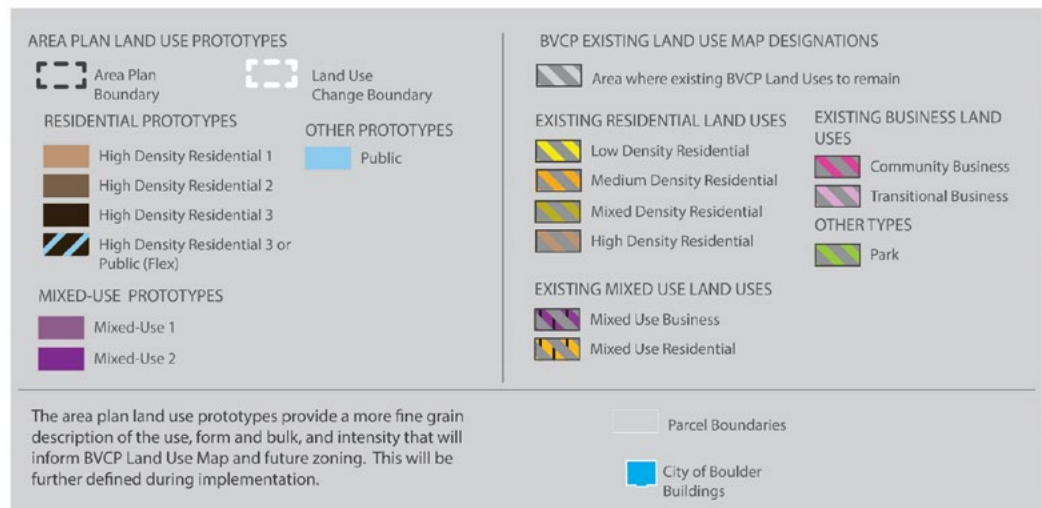 AREA PLAN LAND USE PROTOTYPES
Area Plan
Boundary
Land Use
Change Boundary
RESIDENTIAL PROTOTYPES
High Density Residential 1
High Density Residential 2
High Density Residential 3
High Density Residential 3 or
Public (Flex)
OTHER PROTOTYPES
Public
MIXED-USE PROTOTYPES
Mixed-Use 1
Mixed-Use 2
BVCP EXISTING LAND USE MAP DESIGNATIONS
Area where existing BVCP Land Uses to remain
EXISTING RESIDENTIAL LAND USES
Low Density Residential
Medium Density Residential
Mixed Density Residential
High Density Residential
EXISTING MIXED USE LAND USES
Mixed Use Business
Mixed Use Residential
EXISTING BUSINESS LAND
USES
Community Business
Transitional Business
OTHER TYPES
Park
The area plan land use prototypes provide a more fine grain
description of the use, form and bulk, and intensity that will
inform BVCP Land Use Map and future zoning. This will be
further defined during implementation.
Parcel Boundaries
City of Boulder
Buildings